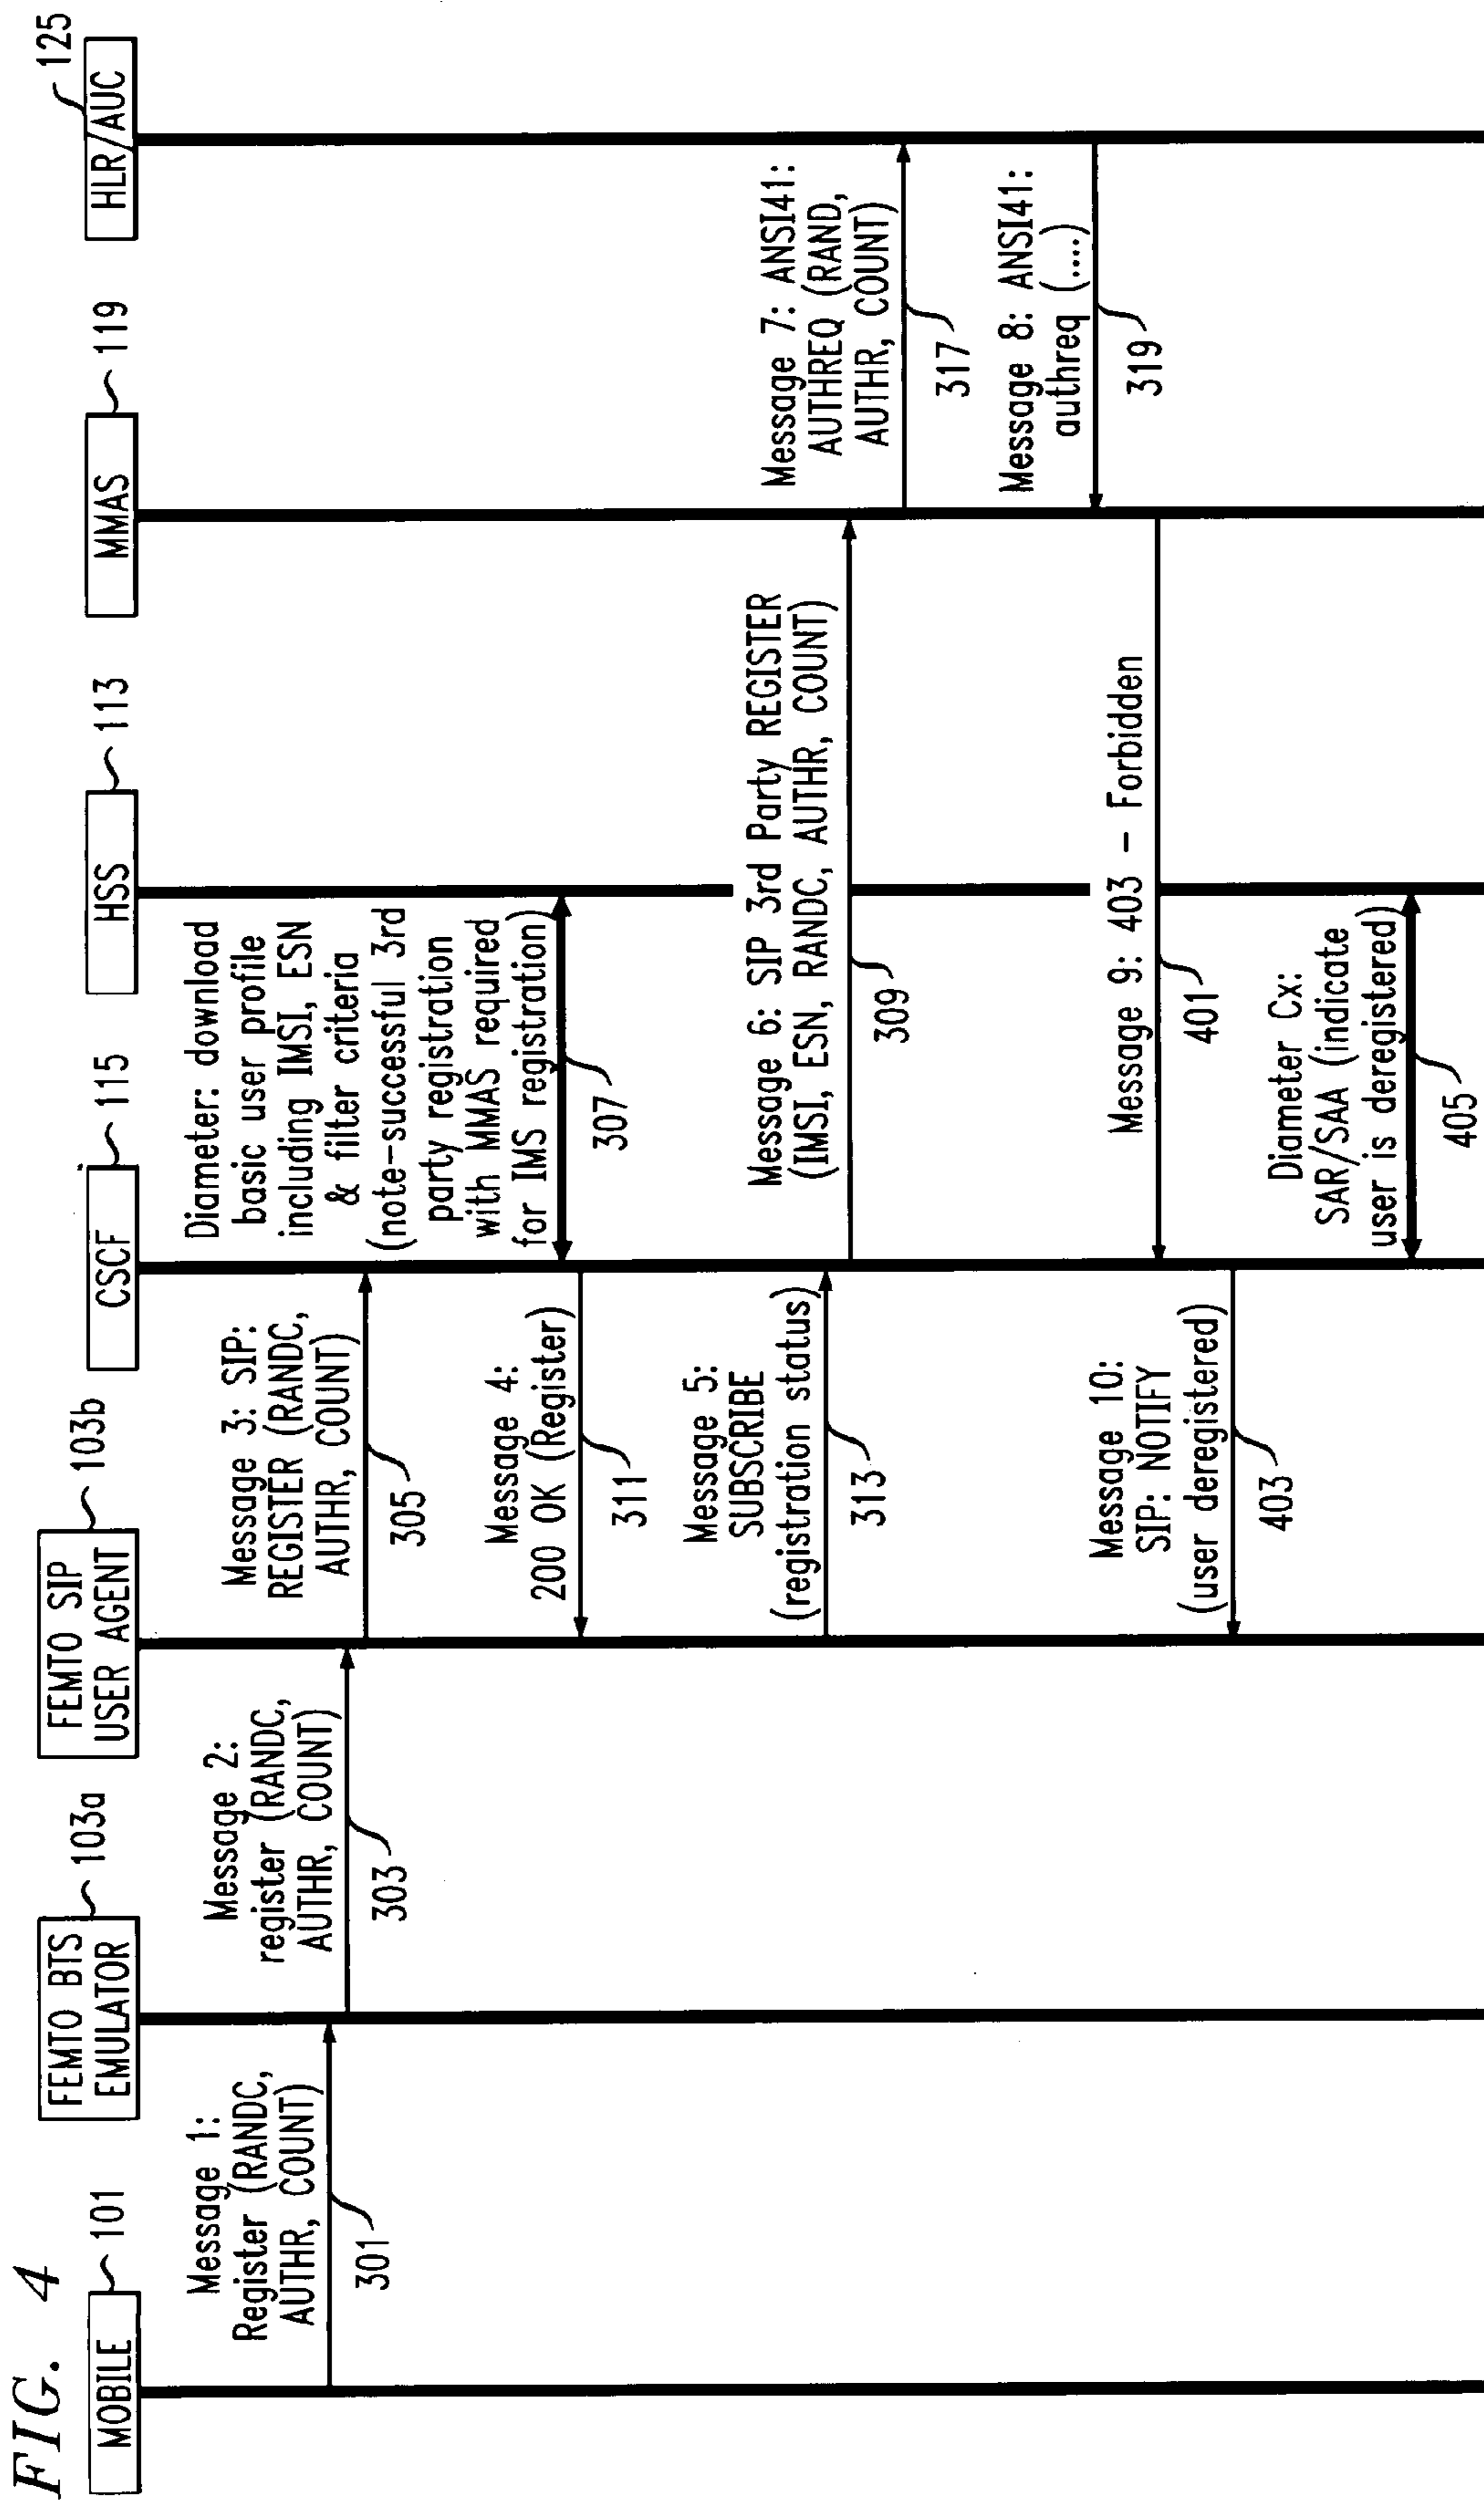 FIG. 4
MOBILE
101
FEMTO BTS
EMULATOR
103a
FEMTO SIP
USER AGENT
103b
CSCF
115
HSS
113
MMAS
119
HLR/AUC
125
Message 1:
Register (RANDC,
AUTHR, COUNT)
301
Message 2:
register (RANDC,
AUTHR, COUNT)
303
Message 3: SIP:
REGISTER (RANDC,
AUTHR, COUNT)
305
Diameter: download
basic user profile
including IMSI, ESN
& filter criteria
(note-successful 3rd
party registration
with MMAS required
for IMS registration)
307
Message 4:
200 OK (Register)
311
Message 5:
SUBSCRIBE
(registration status)
313
Message 6: SIP 3rd Party REGISTER
(IMSI, ESN, RANDC, AUTHR, COUNT)
309
Message 7: ANSI41:
AUTHREQ (RAND,
AUTHR, COUNT)
317
Message 8: ANSI41:
authreq (....)
319
Message 9: 403 - Forbidden
401
Message 10:
SIP: NOTIFY
(user deregistered)
403
Diameter Cx:
SAR/SAA (indicate
user is deregistered)
405